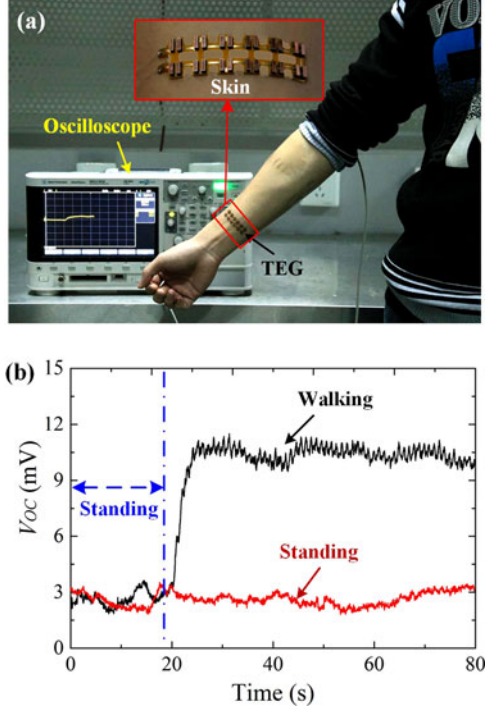 (a)
VO
Skin
Oscilloscope
TEG
(b)
15
12
9
6
3
0
Voc (mV)
Walking
Standing
Standing
0
20
40
60
80
Time (s)